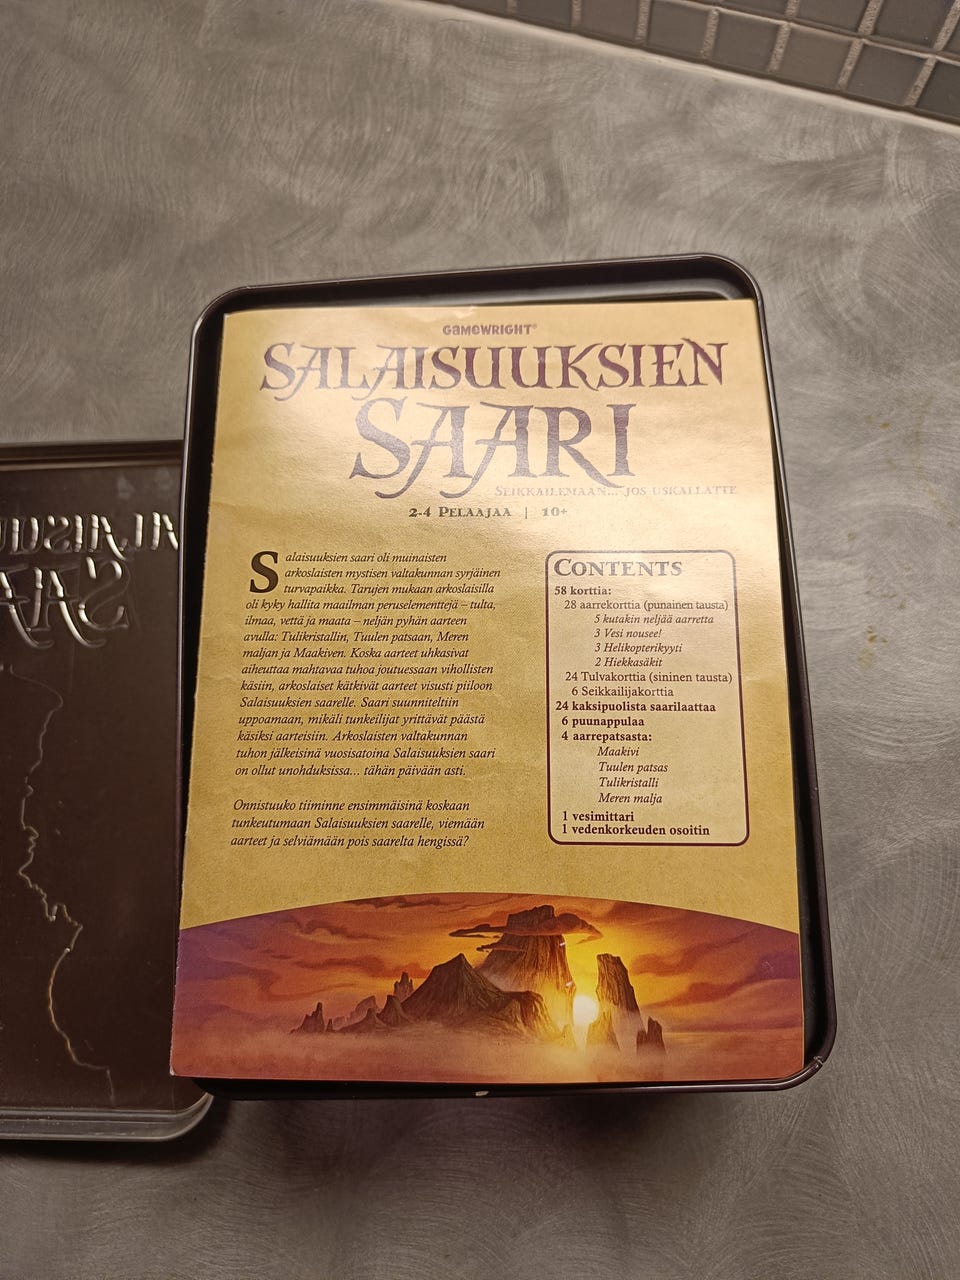 GAMEWRIGHT®
SALAISUUKSIEN
SAARI
SEIKKAILEMAAN... JOS USKALLATTE
2-4 PELAAJAA | 10+
Salaisuuksien saari oli muinaisten
arkoslaisten mystisen valtakunnan syrjäinen
turvapaikka. Tarujen mukaan arkoslaisilla
oli kyky hallita maailman peruselementtejä – tulta,
ilmaa, vettä ja maata – neljän pyhän aarteen
avulla: Tulikristallin, Tuulen patsaan, Meren
maljan ja Maakiven. Koska aarteet uhkasivat
aiheuttaa mahtavaa tuhoa joutuessaan vihollisten
käsiin, arkoslaiset kätkivät aarteet visusti piiloon
Salaisuuksien saarelle. Saari suunniteltiin
uppoamaan, mikäli tunkeilijat yrittävät päästä
käsiksi aarteisiin. Arkoslaisten valtakunnan
tuhon jälkeisinä vuosisatoina Salaisuuksien saari
on ollut unohduksissa... tähän päivään asti.
Onnistuuko tiiminne ensimmäisinä koskaan
tunkeutumaan Salaisuuksien saarelle, viemään
aarteet ja selviämään pois saarelta hengissä?
CONTENTS
58 korttia:
28 aarrekorttia (punainen tausta)
5 kutakin neljää aarretta
3 Vesi nousee!
3 Helikopterikyyti
2 Hiekkasäkit
24 Tulvakorttia (sininen tausta)
6 Seikkailijakorttia
24 kaksipuolista saarilaattaa
6 puunappulaa
4 aarrepatsasta:
Maakivi
Tuulen patsas
Tulikristalli
Meren malja
1 vesimittari
1 vedenkorkeuden osoitin